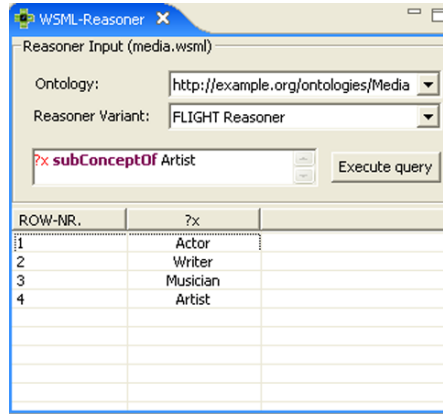 WSML-Reasoner
Reasoner Input (media.wsml)
Ontology: http://example.org/ontologies/Media
Reasoner Variant: FLIGHT Reasoner
?x subConceptOf Artist Execute query
ROW-NR. ?x
1 Actor
2 Writer
3 Musician
4 Artist